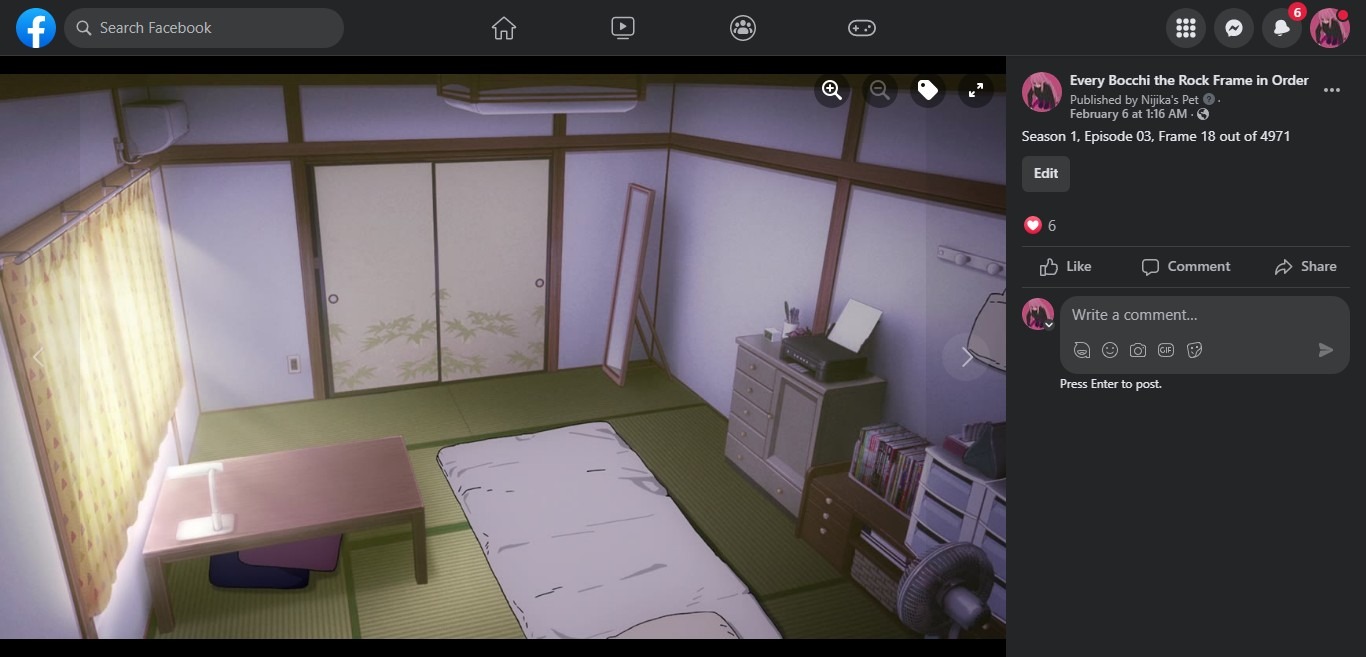 Search Facebook
6
Every Bocchi the Rock Frame in Order
Published by Nijika's Pet ·
February 6 at 1:16 AM ·
Season 1, Episode 03, Frame 18 out of 4971
Edit
6
Like Comment Share
Write a comment...
GIF
Press Enter to post.